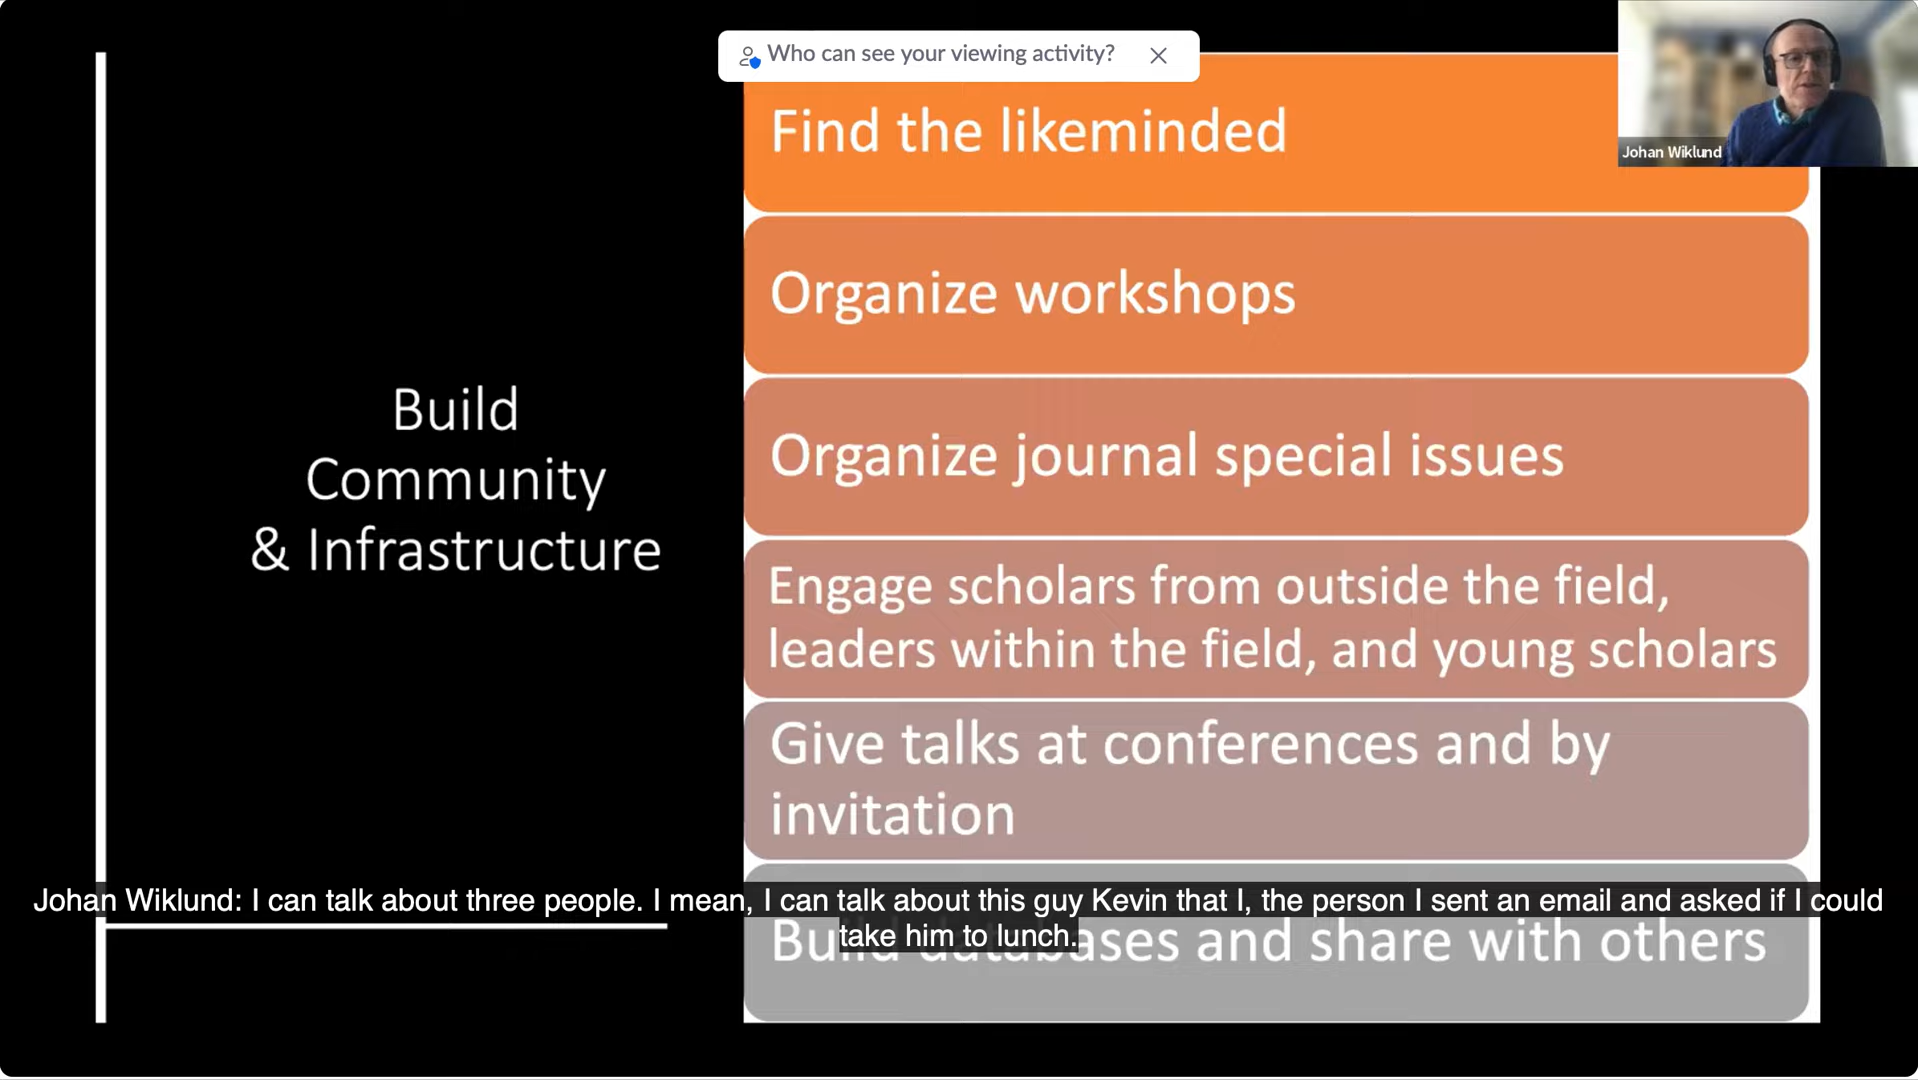 Who can see your viewing activity?
Johan Wiklund
Build
Community
& Infrastructure
Find the likeminded
Organize workshops
Organize journal special issues
Engage scholars from outside the field,
leaders within the field, and young scholars
Give talks at conferences and by
invitation
Build databases and share with others
Johan Wiklund: I can talk about three people. I mean, I can talk about this guy Kevin that I, the person I sent an email and asked if I could
take him to lunch.